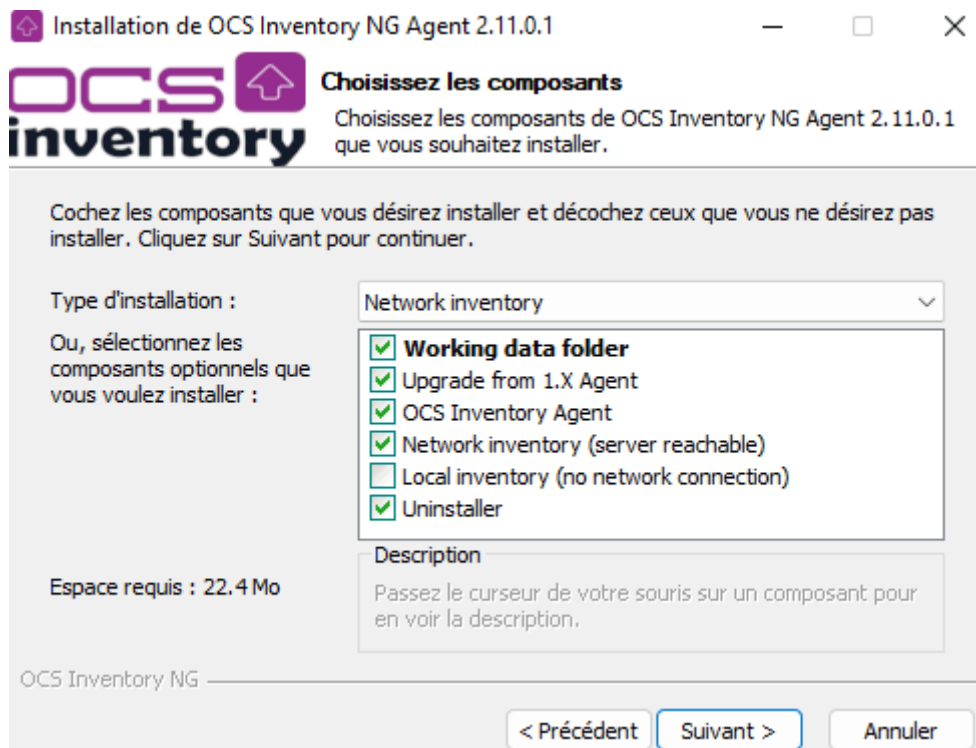 Installation de OCS Inventory NG Agent 2.11.0.1
OCS
inventory
Choisissez les composants
Choisissez les composants de OCS Inventory NG Agent 2.11.0.1
que vous souhaitez installer.
Cochez les composants que vous désirez installer et décochez ceux que vous ne désirez pas
installer. Cliquez sur Suivant pour continuer.
Type d'installation :
Network inventory
Ou, sélectionnez les
composants optionnels que
vous voulez installer :
Working data folder
Upgrade from 1.X Agent
OCS Inventory Agent
Network inventory (server reachable)
Local inventory (no network connection)
Uninstaller
Espace requis : 22.4 Mo
Description
Passez le curseur de votre souris sur un composant pour
en voir la description.
OCS Inventory NG
< Précédent
Suivant >
Annuler